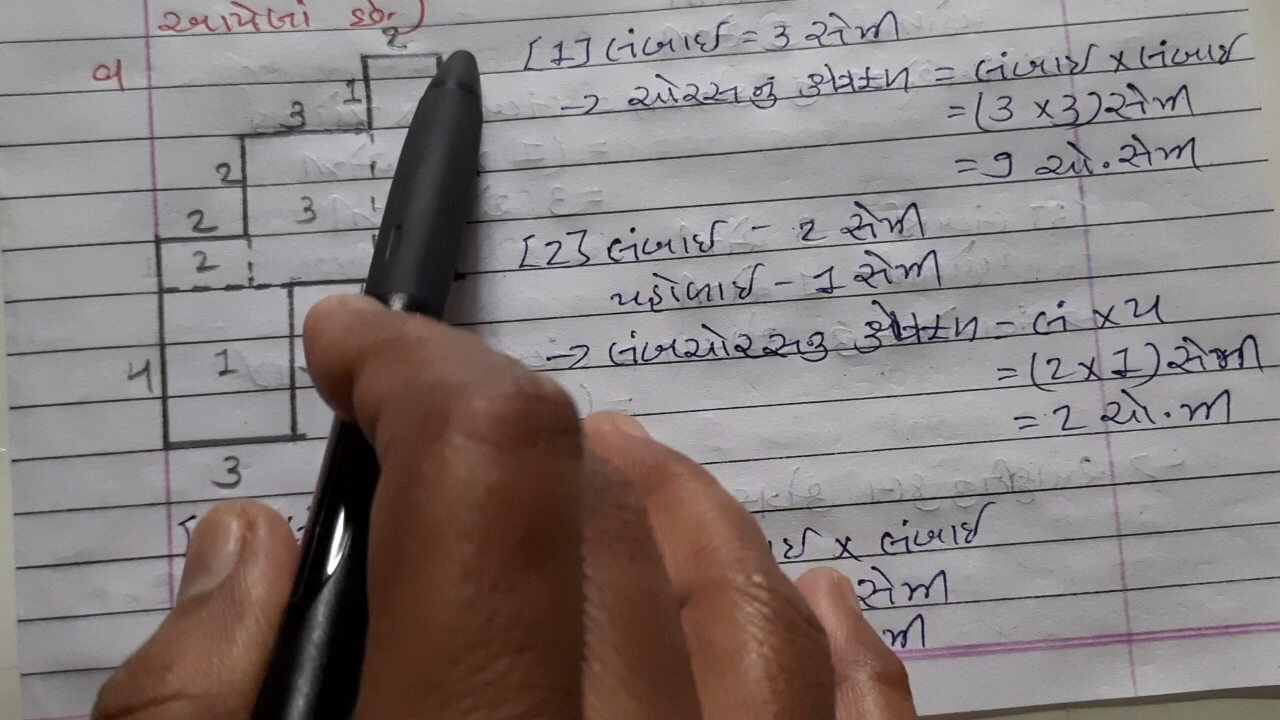 આપેલાં છે.)
બ
2
1
3
2
3
2
2
4
1
3
[1] લંબાઈ = 3 સેમી
→ ચોરસનું ક્ષેત્રફળ = લંબાઈ × લંબાઈ
= (3 × 3) સેમી
= 9 ચો. સેમી
[2] લંબાઈ - 2 સેમી
પહોળાઈ - 1 સેમી
→ લંબચોરસનુ ક્ષેત્રફળ - લં × પ
= (2 × 1) સેમી
= 2 ચો. મી
× લંબાઈ
સેમી
મી